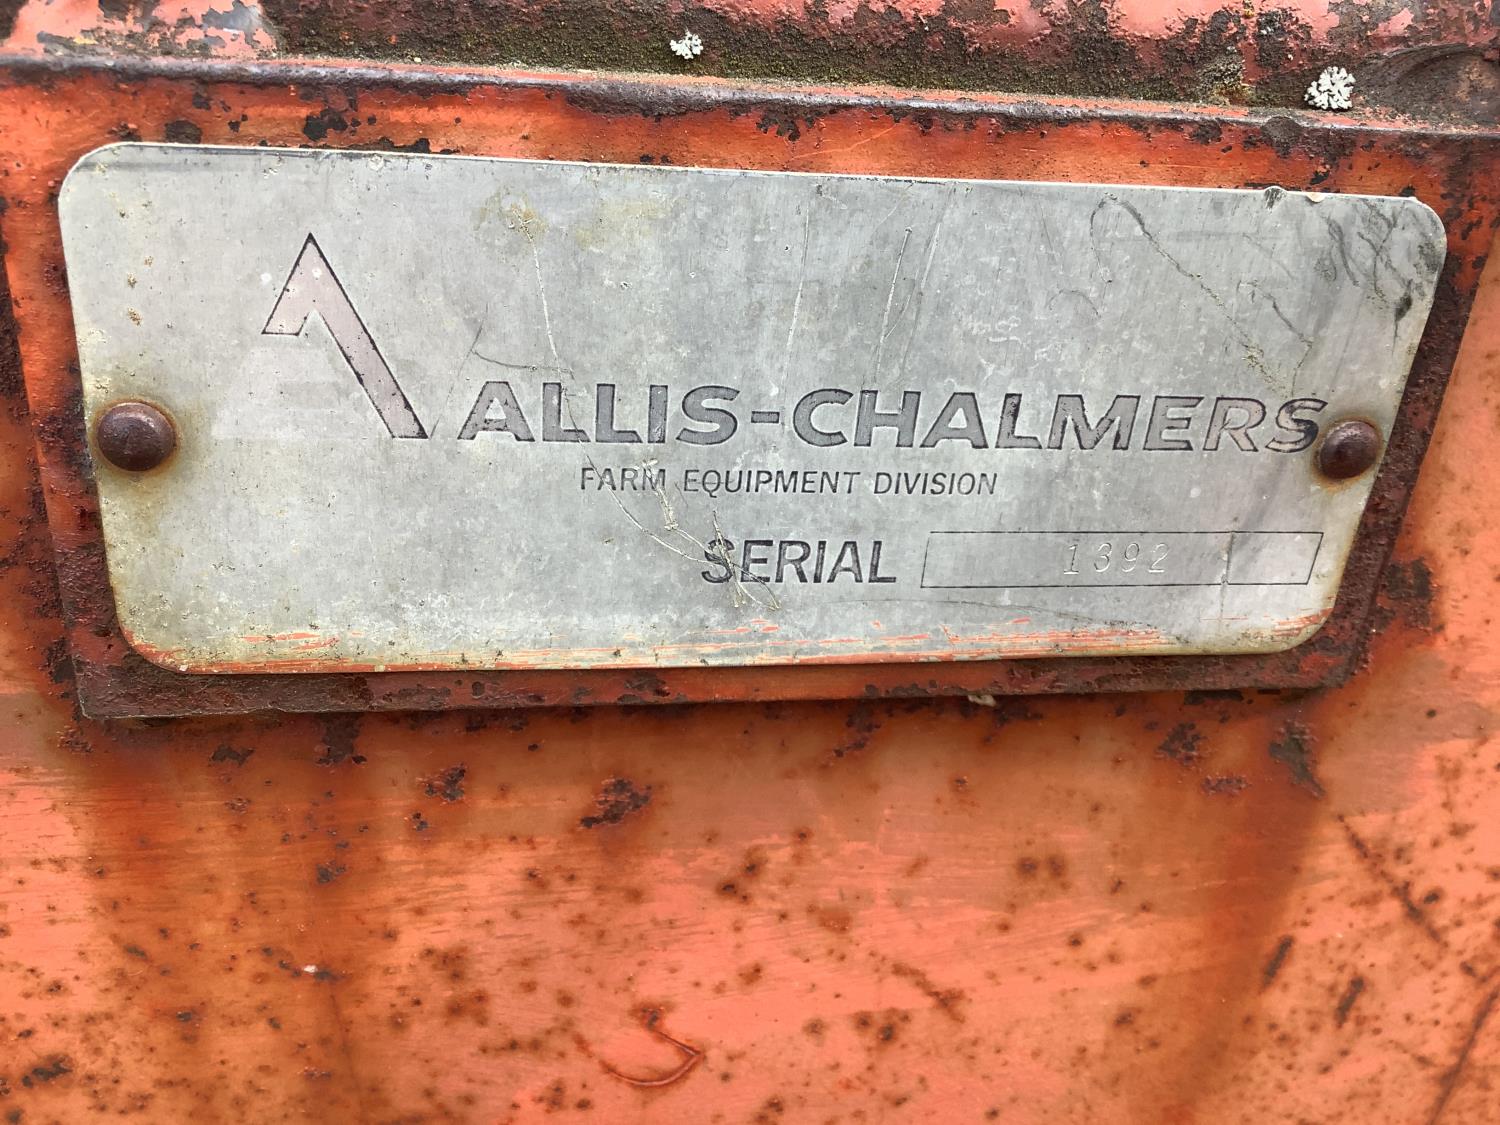 ALLIS-CHALMERS
FARM EQUIPMENT DIVISION
SERIAL 1392